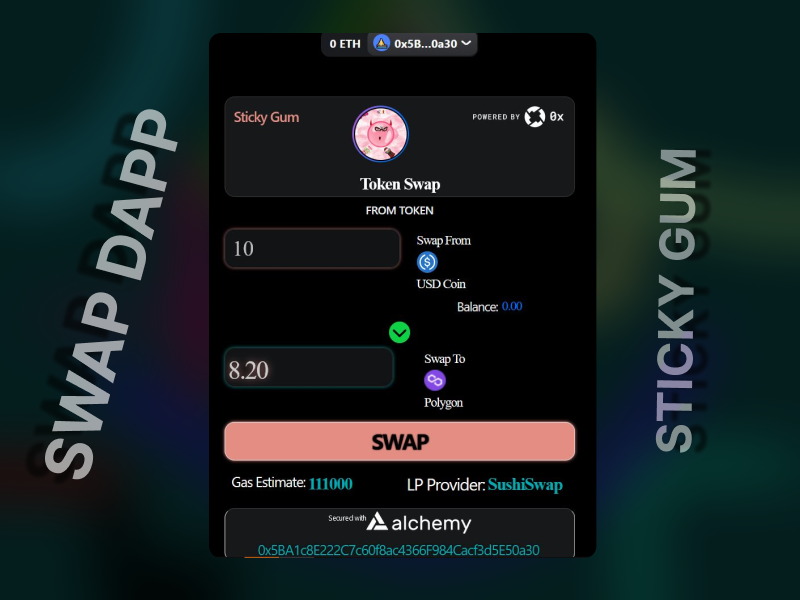 0 ETH 0x5B...0a30
Sticky Gum
POWERED BY 0x
Token Swap
FROM TOKEN
10
Swap From
USD Coin
Balance: 0.00
8.20
Swap To
Polygon
SWAP
Gas Estimate: 111000
LP Provider: SushiSwap
Secured with alchemy
0x5BA1c8E222C7c60f8ac4366F984Cacf3d5E50a30
SWAP DAPP
STICKY GUM